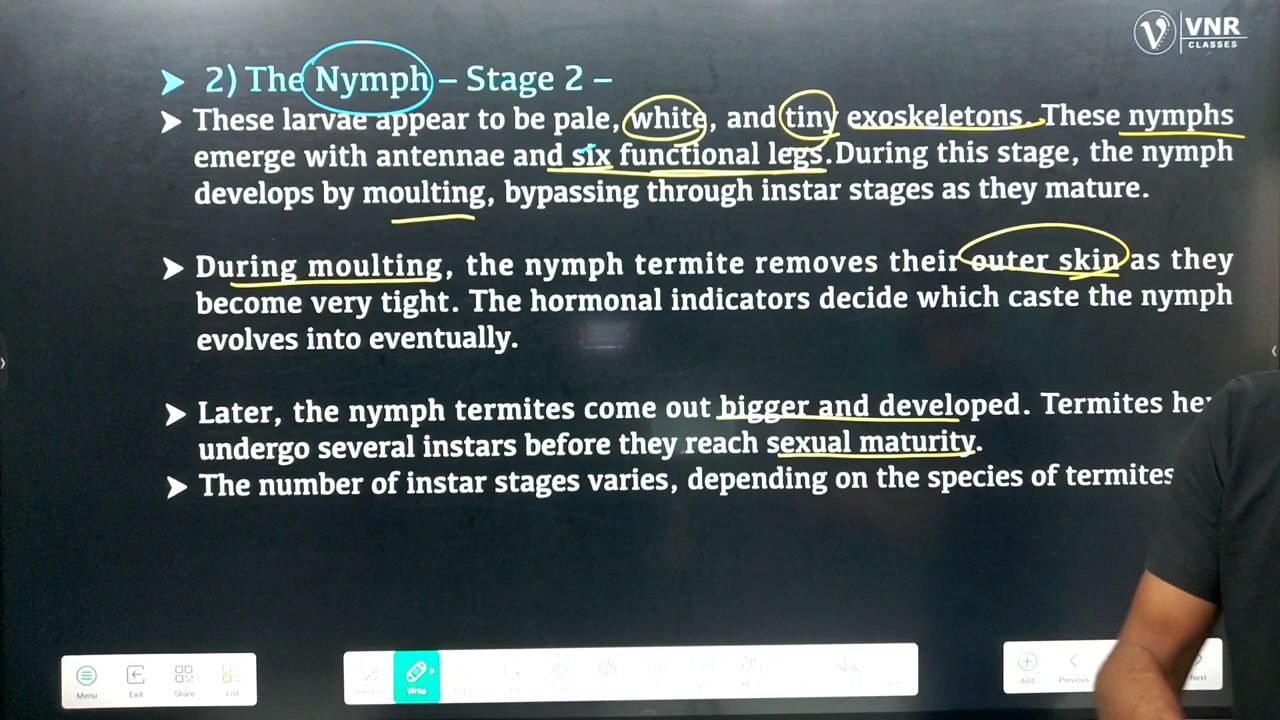 VNR
CLASSES
2) The Nymph – Stage 2 –
These larvae appear to be pale, white, and tiny exoskeletons. These nymphs
emerge with antennae and six functional legs.During this stage, the nymph
develops by moulting, bypassing through instar stages as they mature.
During moulting, the nymph termite removes their outer skin as they
become very tight. The hormonal indicators decide which caste the nymph
evolves into eventually.
Later, the nymph termites come out bigger and developed. Termites
undergo several instars before they reach sexual maturity.
The number of instar stages varies, depending on the species of termites
Menu Exit Share List Write Add Previous Next